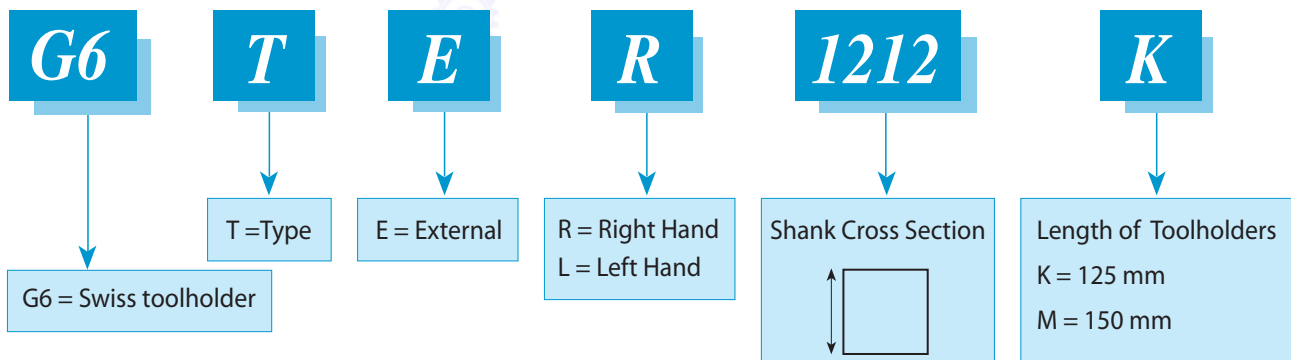 G6 T E R 1212 K
T =Type
E = External
R = Right Hand
L = Left Hand
Shank Cross Section
Length of Toolholders
K = 125 mm
M = 150 mm
G6 = Swiss toolholder